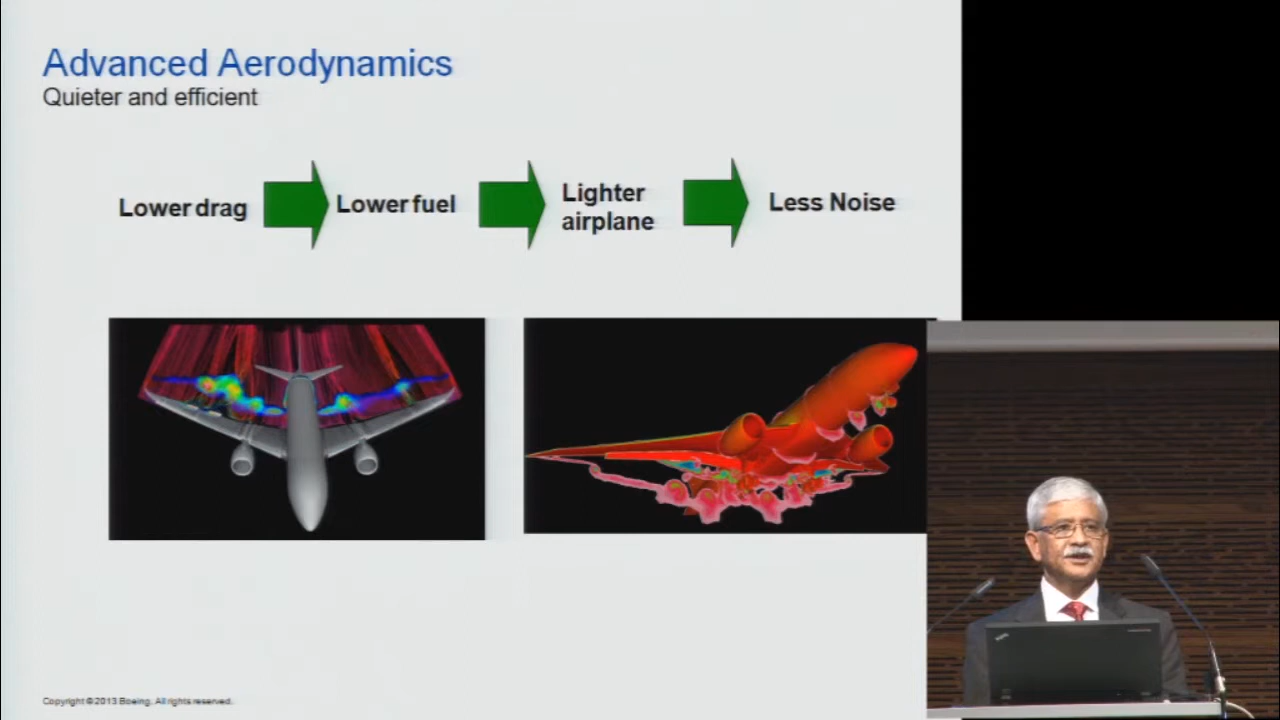 Advanced Aerodynamics
Quieter and efficient
Lower drag
Lower fuel
Lighter
airplane
Less Noise
Copyright © 2013 Boeing. All rights reserved.